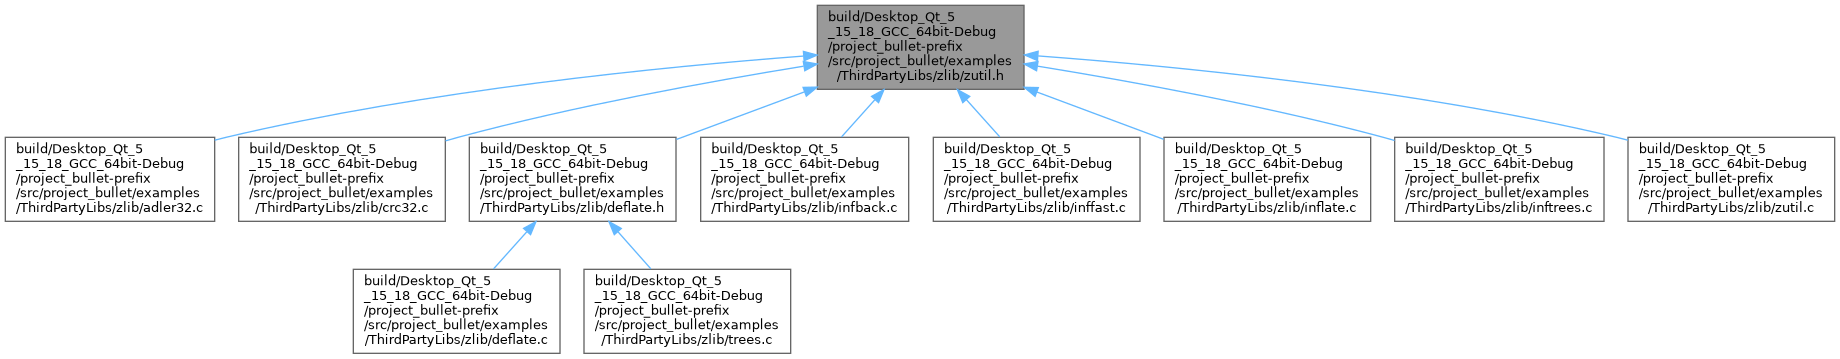 build/Desktop_Qt_5
_15_18_GCC_64bit-Debug
/project_bullet-prefix
/src/project_bullet/examples
/ThirdPartyLibs/zlib/zutil.h
build/Desktop_Qt_5
_15_18_GCC_64bit-Debug
/project_bullet-prefix
/src/project_bullet/examples
/ThirdPartyLibs/zlib/adler32.c
build/Desktop_Qt_5
_15_18_GCC_64bit-Debug
/project_bullet-prefix
/src/project_bullet/examples
/ThirdPartyLibs/zlib/crc32.c
build/Desktop_Qt_5
_15_18_GCC_64bit-Debug
/project_bullet-prefix
/src/project_bullet/examples
/ThirdPartyLibs/zlib/deflate.h
build/Desktop_Qt_5
_15_18_GCC_64bit-Debug
/project_bullet-prefix
/src/project_bullet/examples
/ThirdPartyLibs/zlib/infback.c
build/Desktop_Qt_5
_15_18_GCC_64bit-Debug
/project_bullet-prefix
/src/project_bullet/examples
/ThirdPartyLibs/zlib/inffast.c
build/Desktop_Qt_5
_15_18_GCC_64bit-Debug
/project_bullet-prefix
/src/project_bullet/examples
/ThirdPartyLibs/zlib/inflate.c
build/Desktop_Qt_5
_15_18_GCC_64bit-Debug
/project_bullet-prefix
/src/project_bullet/examples
/ThirdPartyLibs/zlib/inftrees.c
build/Desktop_Qt_5
_15_18_GCC_64bit-Debug
/project_bullet-prefix
/src/project_bullet/examples
/ThirdPartyLibs/zlib/zutil.c
build/Desktop_Qt_5
_15_18_GCC_64bit-Debug
/project_bullet-prefix
/src/project_bullet/examples
/ThirdPartyLibs/zlib/deflate.c
build/Desktop_Qt_5
_15_18_GCC_64bit-Debug
/project_bullet-prefix
/src/project_bullet/examples
/ThirdPartyLibs/zlib/trees.c